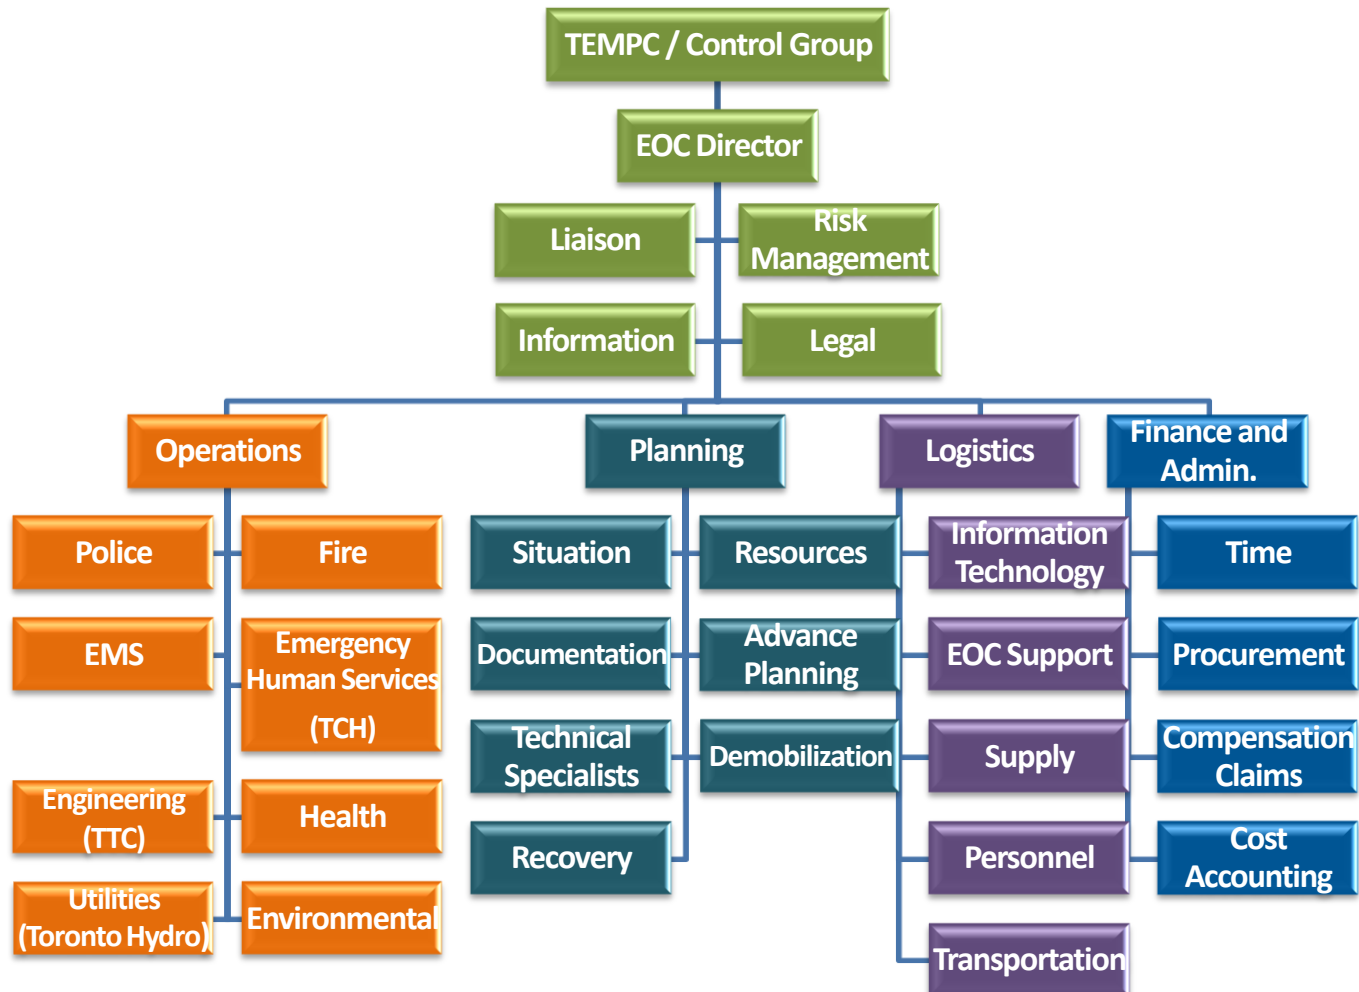 TEMPC / Control Group
EOC Director
Liaison
Risk
Management
Information
Legal
Operations
Planning
Logistics
Finance and
Admin.
Police
Fire
EMS
Emergency
Human Services
(TCH)
Engineering
(TTC)
Health
Utilities
(Toronto Hydro)
Environmental
Situation
Resources
Documentation
Advance
Planning
Technical
Specialists
Demobilization
Recovery
Information
Technology
EOC Support
Supply
Personnel
Transportation
Time
Procurement
Compensation
Claims
Cost
Accounting